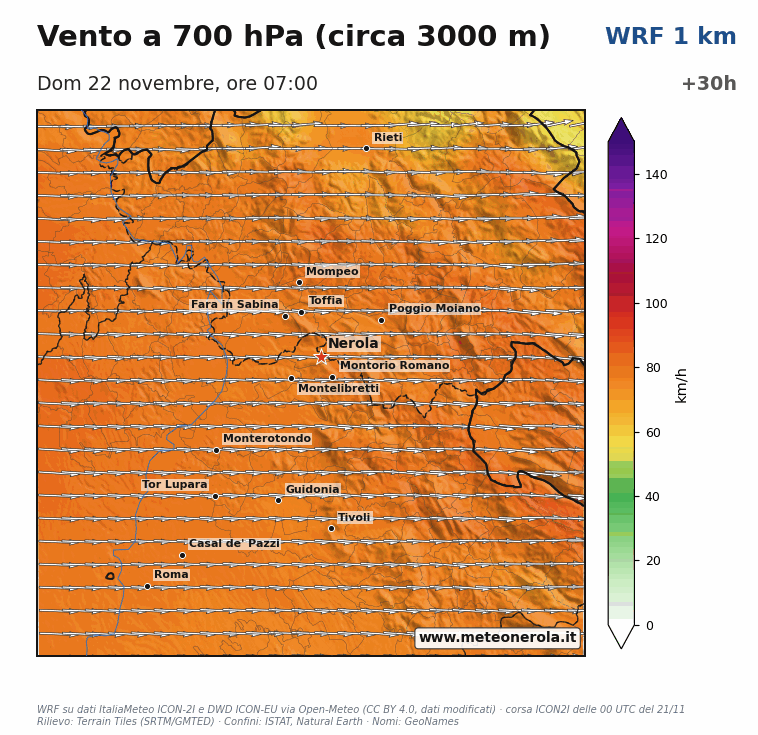 Vento a 700 hPa (circa 3000 m)
WRF 1 km
Dom 22 novembre, ore 07:00
+30h
Rieti
Mompeo
Fara in Sabina
Toffia
Poggio Moiano
Nerola
Montorio Romano
Montelibretti
Monterotondo
Tor Lupara
Guidonia
Tivoli
Casal de' Pazzi
Roma
www.meteonerola.it
140
120
100
80
60
40
20
0
km/h
WRF su dati ItaliaMeteo ICON-2I e DWD ICON-EU via Open-Meteo (CC BY 4.0, dati modificati) · corsa ICON2I delle 00 UTC del 21/11
Rilievo: Terrain Tiles (SRTM/GMTED) · Confini: ISTAT, Natural Earth · Nomi: GeoNames